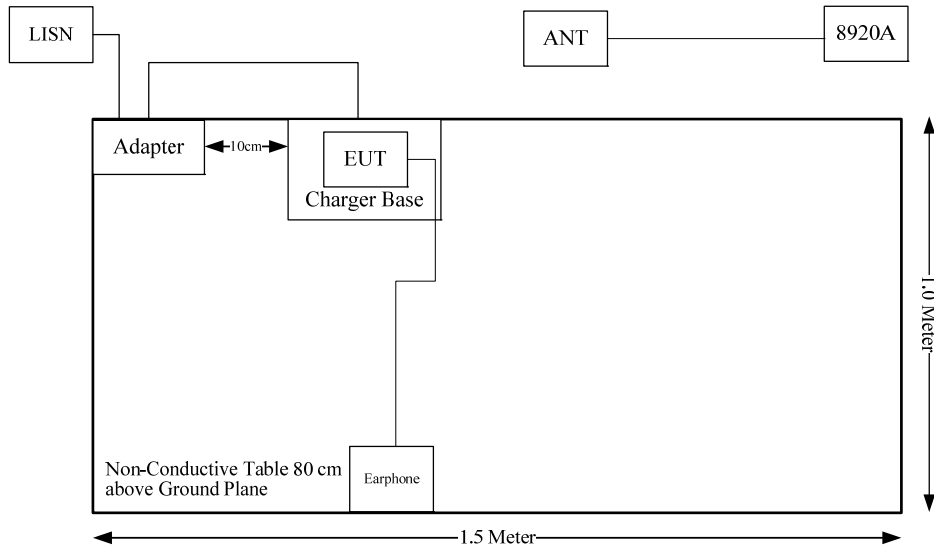 LISN
ANT
8920A
Adapter
10cm
EUT
Charger Base
1.0 Meter
Non-Conductive Table 80 cm
above Ground Plane
Earphone
1.5 Meter